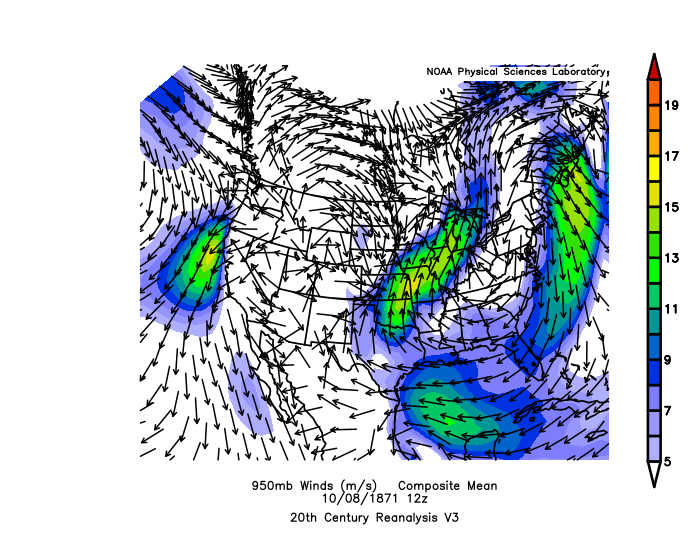 NOAA Physical Sciences Laboratory
19
17
15
13
11
9
7
5
950mb Winds (m/s) Composite Mean
10/08/1871 12z
20th Century Reanalysis V3